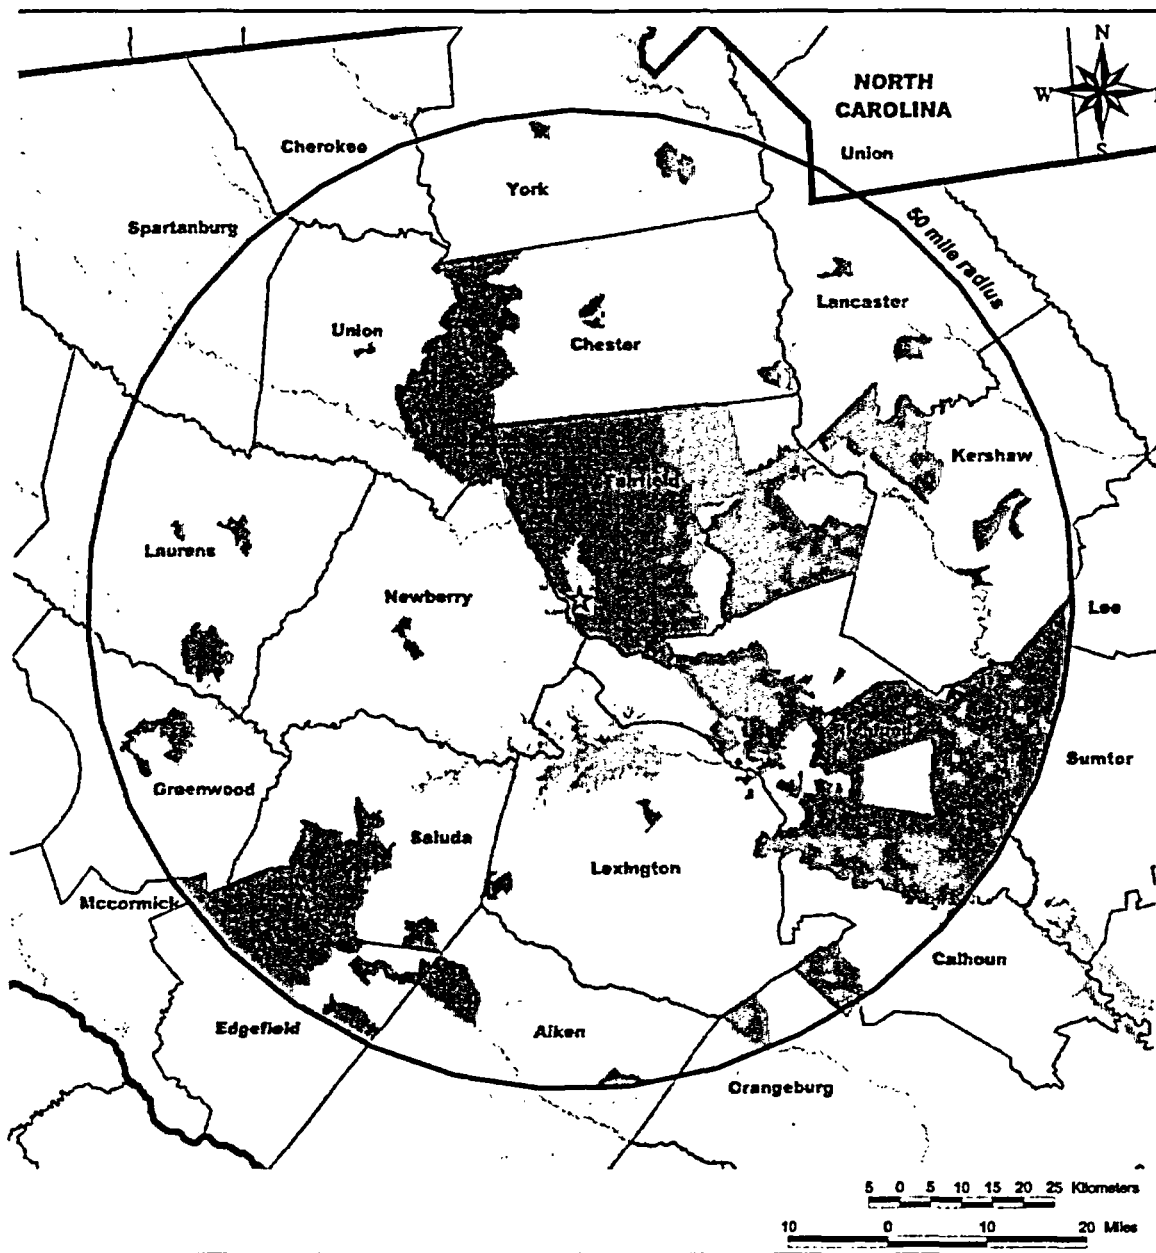 N
NORTH
CAROLINA
W
S
Cherokee
Union
York
50 mile radius
Spartanburg
Lancaster
Union
Chester
Kershaw
Fairfield
Laurens
Newberry
Lee
Richland
Sumter
Greenwood
Saluda
Lexington
Mccormick
Calhoun
Edgefield
Aiken
Orangeburg
5 0 5 10 15 20 25 Kilometers
10 0 10 20 Miles